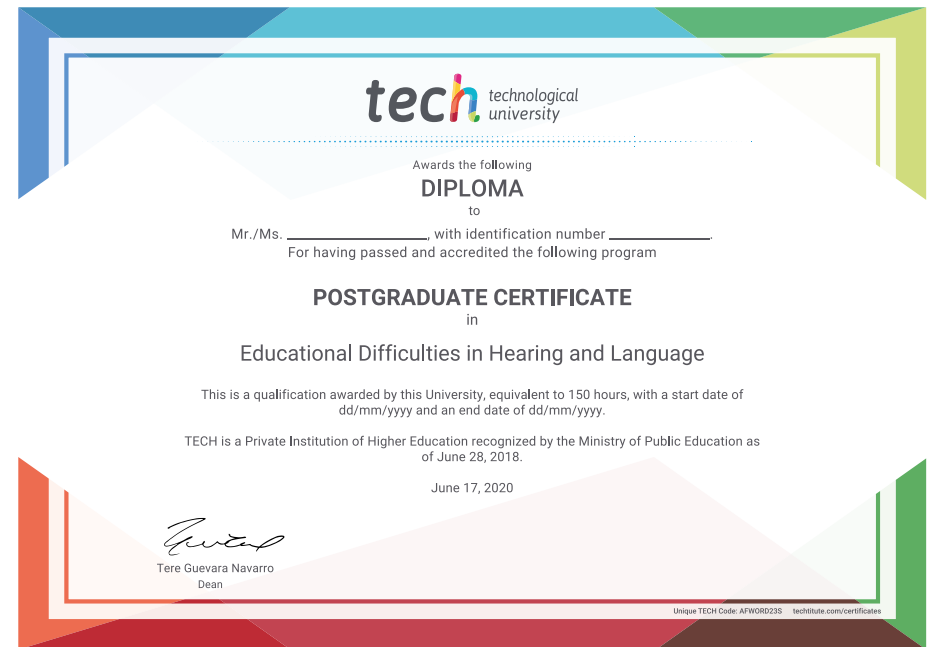 tech technological
university
Awards the following
DIPLOMA
to
Mr./Ms. ____________________, with identification number ______________.
For having passed and accredited the following program
POSTGRADUATE CERTIFICATE
in
Educational Difficulties in Hearing and Language
This is a qualification awarded by this University, equivalent to 150 hours, with a start date of
dd/mm/yyyy and an end date of dd/mm/yyyy.
TECH is a Private Institution of Higher Education recognized by the Ministry of Public Education as
of June 28, 2018.
June 17, 2020
Tere Guevara Navarro
Dean
Unique TECH Code: AFWORD23S techtitute.com/certificates